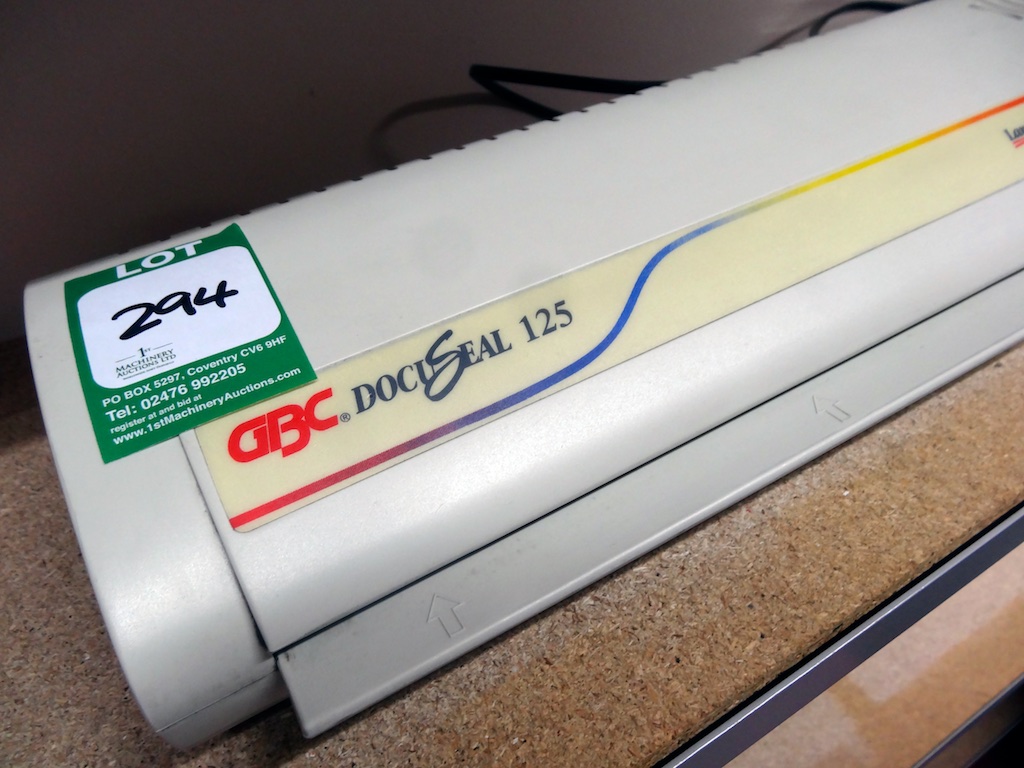 LOT
294
1st
MACHINERY
AUCTIONS LTD
PO BOX 5297, Coventry CV6 9HF
Tel: 02476 992205
register at and bid at
www.1stMachineryAuctions.com
GBC® DOCUSEAL 125